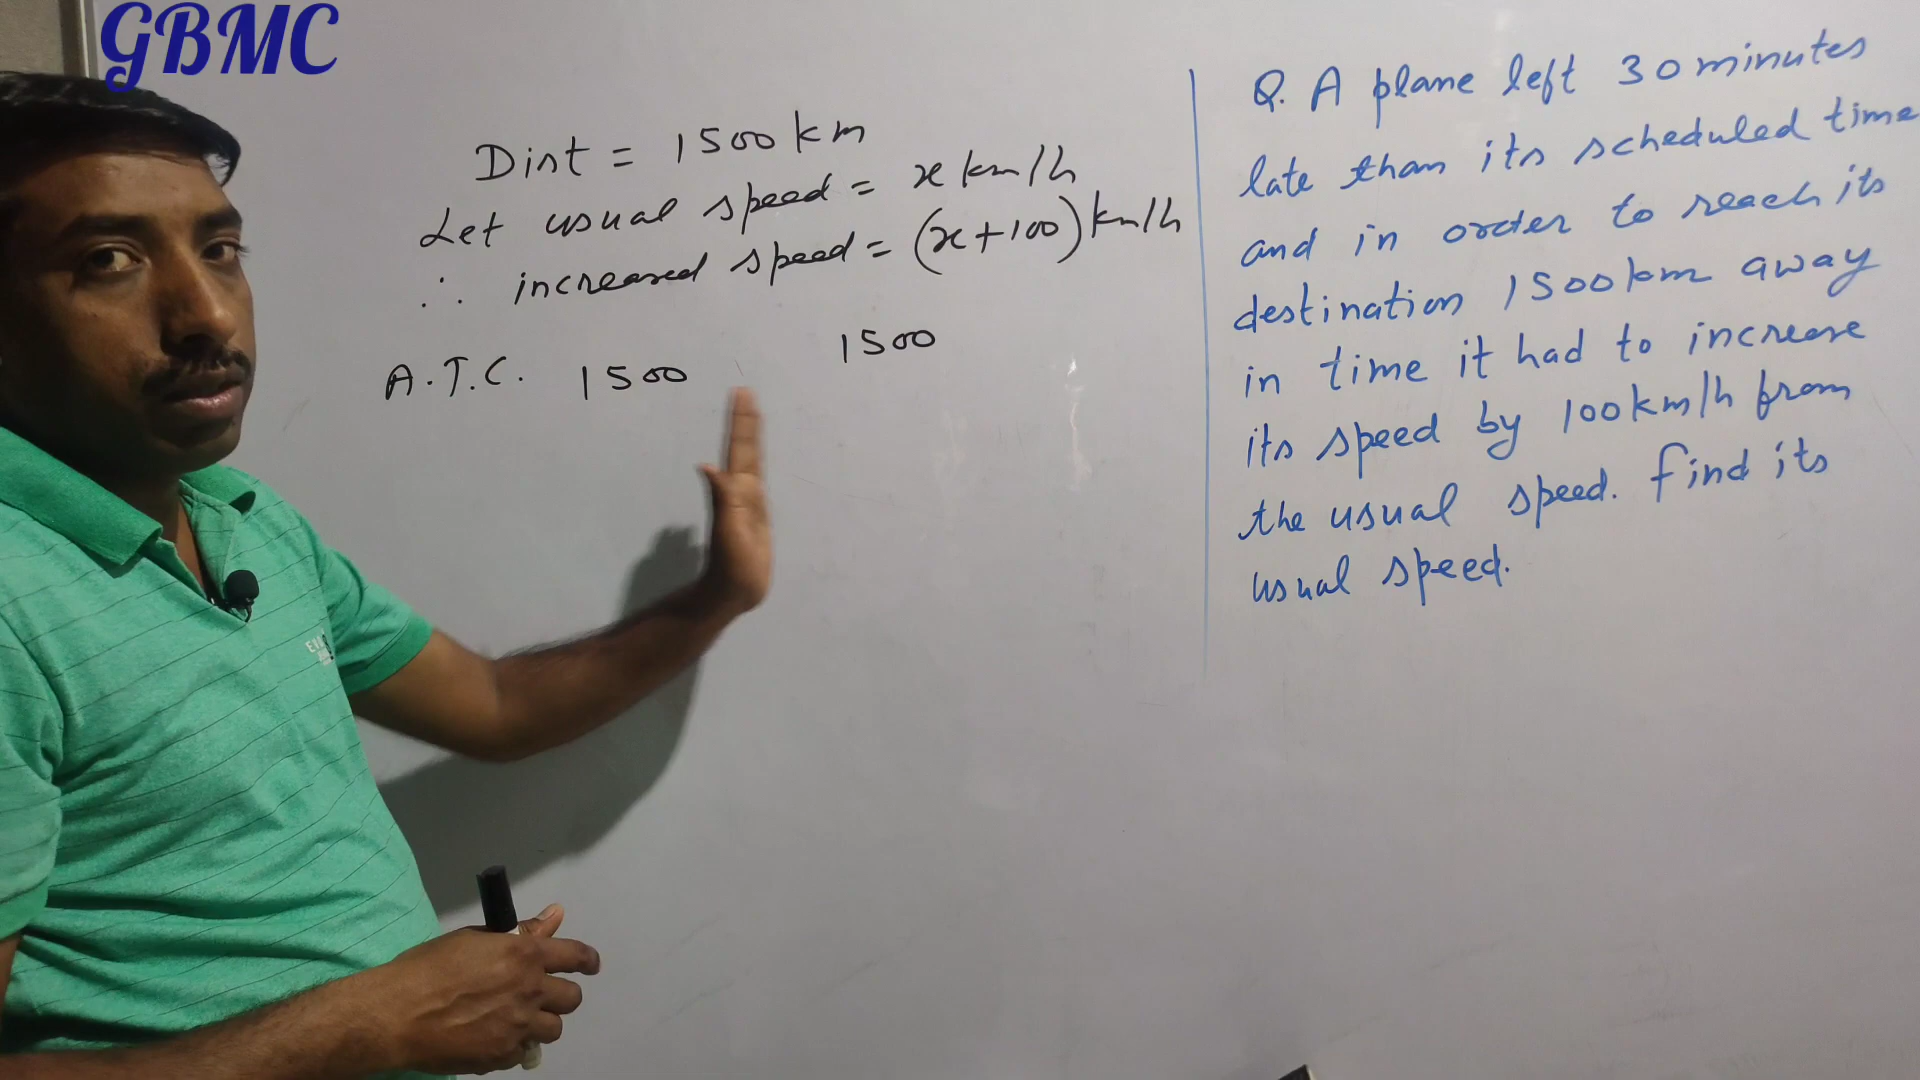 GBMC
Dist = 1500 km
Let usual speed = x km/h
∴ increased speed = (x+100) km/h
A.T.C. 1500 1500
Q. A plane left 30 minutes
late than its scheduled time
and in order to reach its
destination 1500 km away
in time it had to increase
its speed by 100 km/h from
the usual speed. Find its
usual speed.